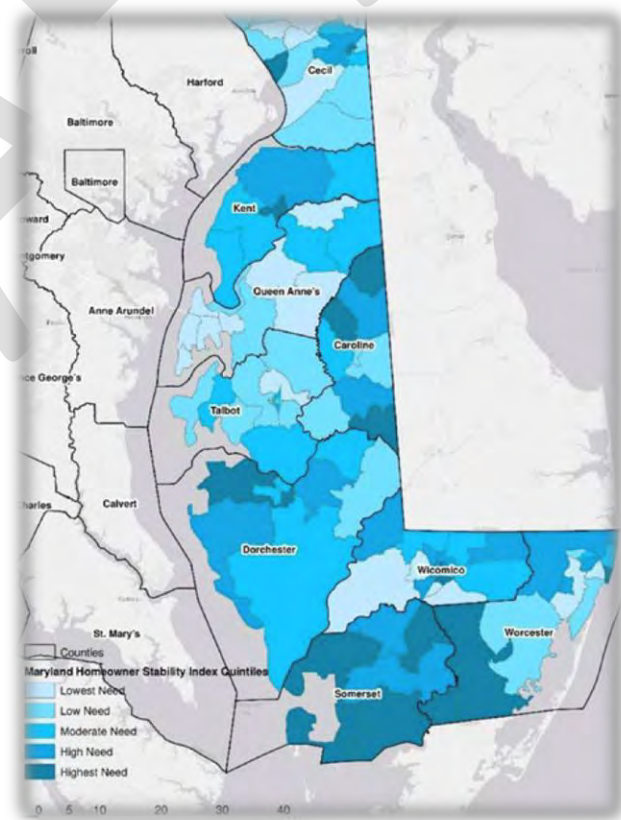 Cecil
Harford
Baltimore
Baltimore
Kent
Queen Anne's
Anne Arundel
Caroline
Talbot
Calvert
Dorchester
Wicomico
St. Mary's
Worcester
Somerset
Counties
Maryland Homeowner Stability Index Quintiles
Lowest Need
Low Need
Moderate Need
High Need
Highest Need
0 5 10 20 30 40